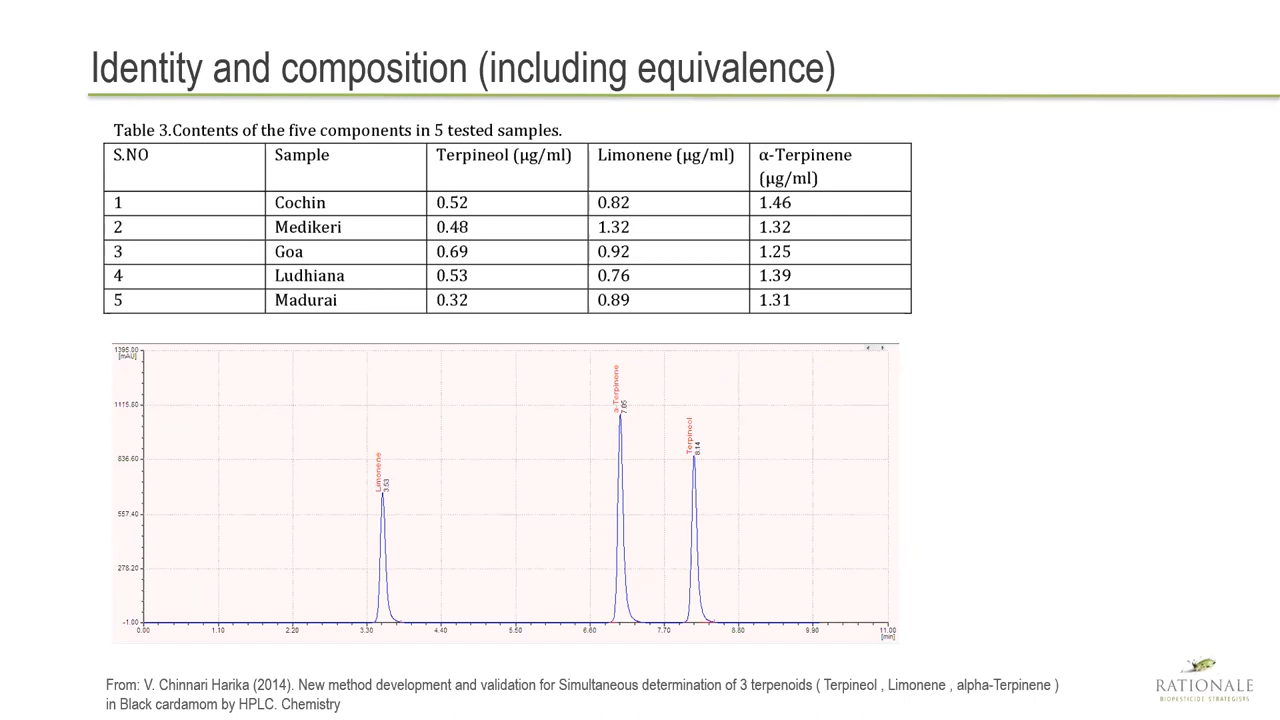 Identity and composition (including equivalence)
Table 3.Contents of the five components in 5 tested samples.
S.NO Sample Terpineol (µg/ml) Limonene (µg/ml) α-Terpinene (µg/ml)
1 Cochin 0.52 0.82 1.46
2 Medikeri 0.48 1.32 1.32
3 Goa 0.69 0.92 1.25
4 Ludhiana 0.53 0.76 1.39
5 Madurai 0.32 0.89 1.31
1395.00
[mAU]
1115.80
836.60
557.40
278.20
-1.00
Limonene
3.53
a-Terpinene
7.05
Terpineol
8.14
0.00 1.10 2.20 3.30 4.40 5.50 6.60 7.70 8.80 9.90 11.00
[min]
From: V. Chinnari Harika (2014). New method development and validation for Simultaneous determination of 3 terpenoids ( Terpineol , Limonene , alpha-Terpinene )
in Black cardamom by HPLC. Chemistry
RATIONALE
BIOPESTICIDE STRATEGISTS